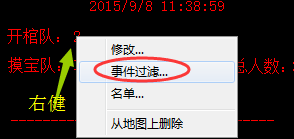 2015/9/8 11:38:59
开棺队:
修改...
摸宝队:
事件过滤...
总人数:
名单...
右健
从地图上删除